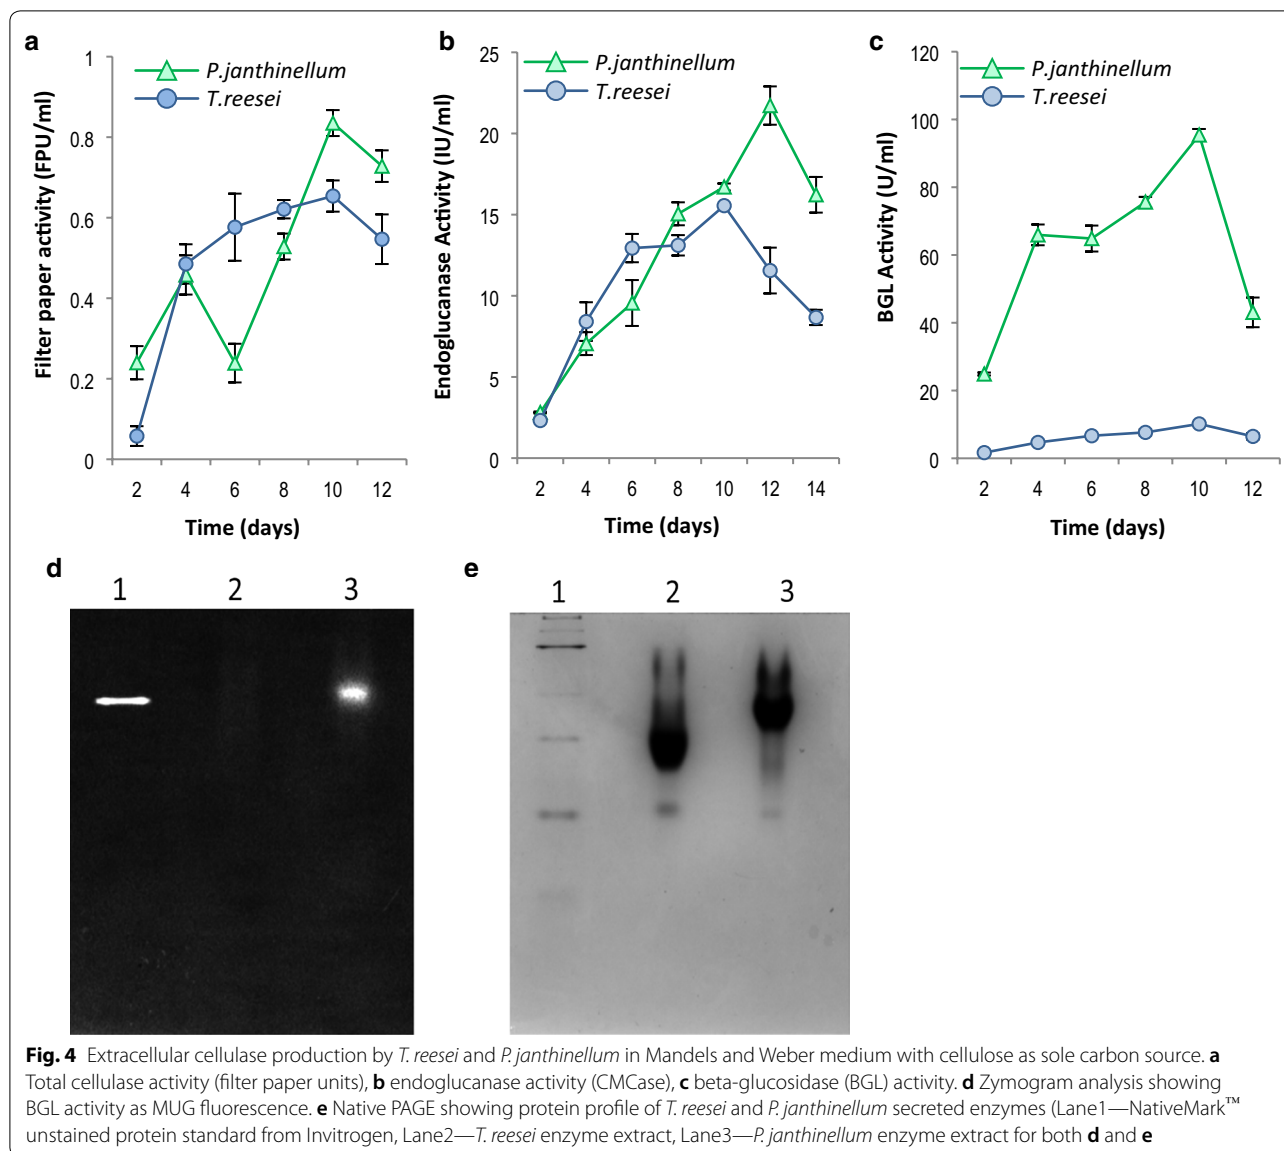 a
1
0.8
0.6
0.4
0.2
0
Filter paper activity (FPU/ml)
P.janthinellum
T.reesei
2 4 6 8 10 12
Time (days)
b
25
20
15
10
5
0
Endoglucanase Activity (IU/ml)
P.janthinellum
T.reesei
2 4 6 8 10 12 14
Time (days)
c
120
100
80
60
40
20
0
BGL Activity (U/ml)
P.janthinellum
T.reesei
2 4 6 8 10 12
Time (days)
d
1 2 3
e
1 2 3
Fig. 4 Extracellular cellulase production by T. reesei and P. janthinellum in Mandels and Weber medium with cellulose as sole carbon source. a
Total cellulase activity (filter paper units), b endoglucanase activity (CMCase), c beta-glucosidase (BGL) activity. d Zymogram analysis showing
BGL activity as MUG fluorescence. e Native PAGE showing protein profile of T. reesei and P. janthinellum secreted enzymes (Lane1—NativeMark™
unstained protein standard from Invitrogen, Lane2—T. reesei enzyme extract, Lane3—P. janthinellum enzyme extract for both d and e